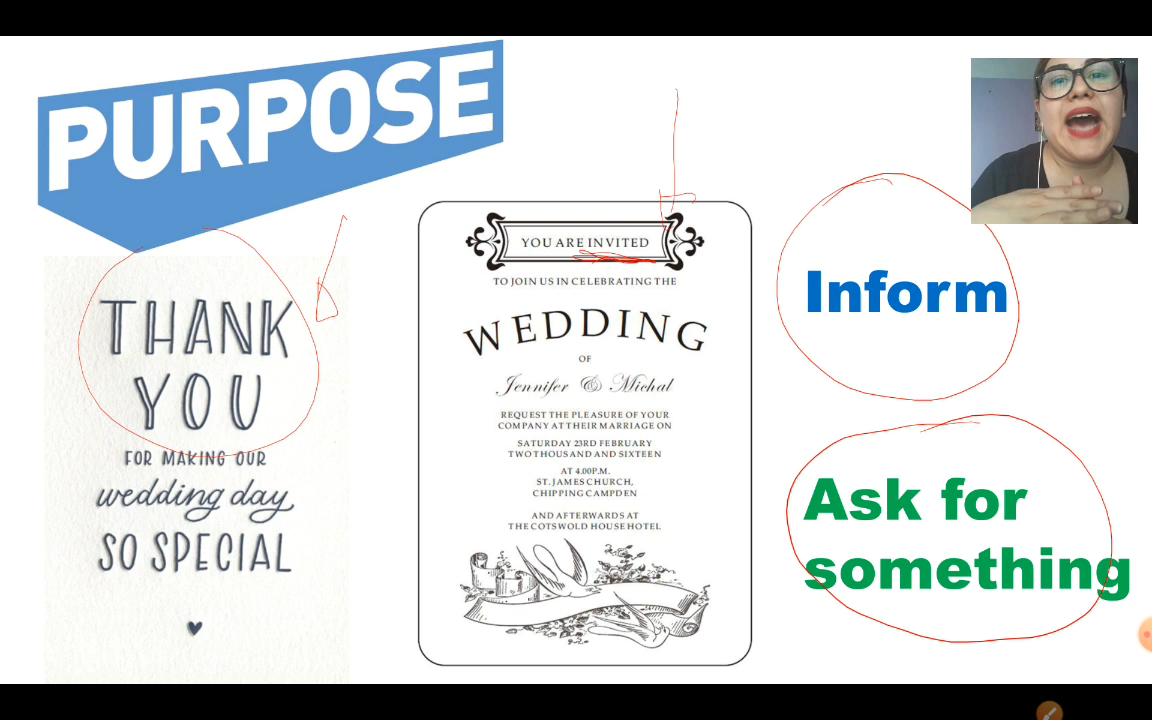 PURPOSE
THANK
YOU
FOR MAKING OUR
wedding day
SO SPECIAL
YOU ARE INVITED
TO JOIN US IN CELEBRATING THE
WEDDING
OF
Jennifer & Michal
REQUEST THE PLEASURE OF YOUR
COMPANY AT THEIR MARRIAGE ON
SATURDAY 23RD FEBRUARY
TWO THOUSAND AND SIXTEEN
AT 4.00P.M.
ST. JAMES CHURCH,
CHIPPING CAMPDEN
AND AFTERWARDS AT
THE COTSWOLD HOUSE HOTEL
Inform
Ask for
something